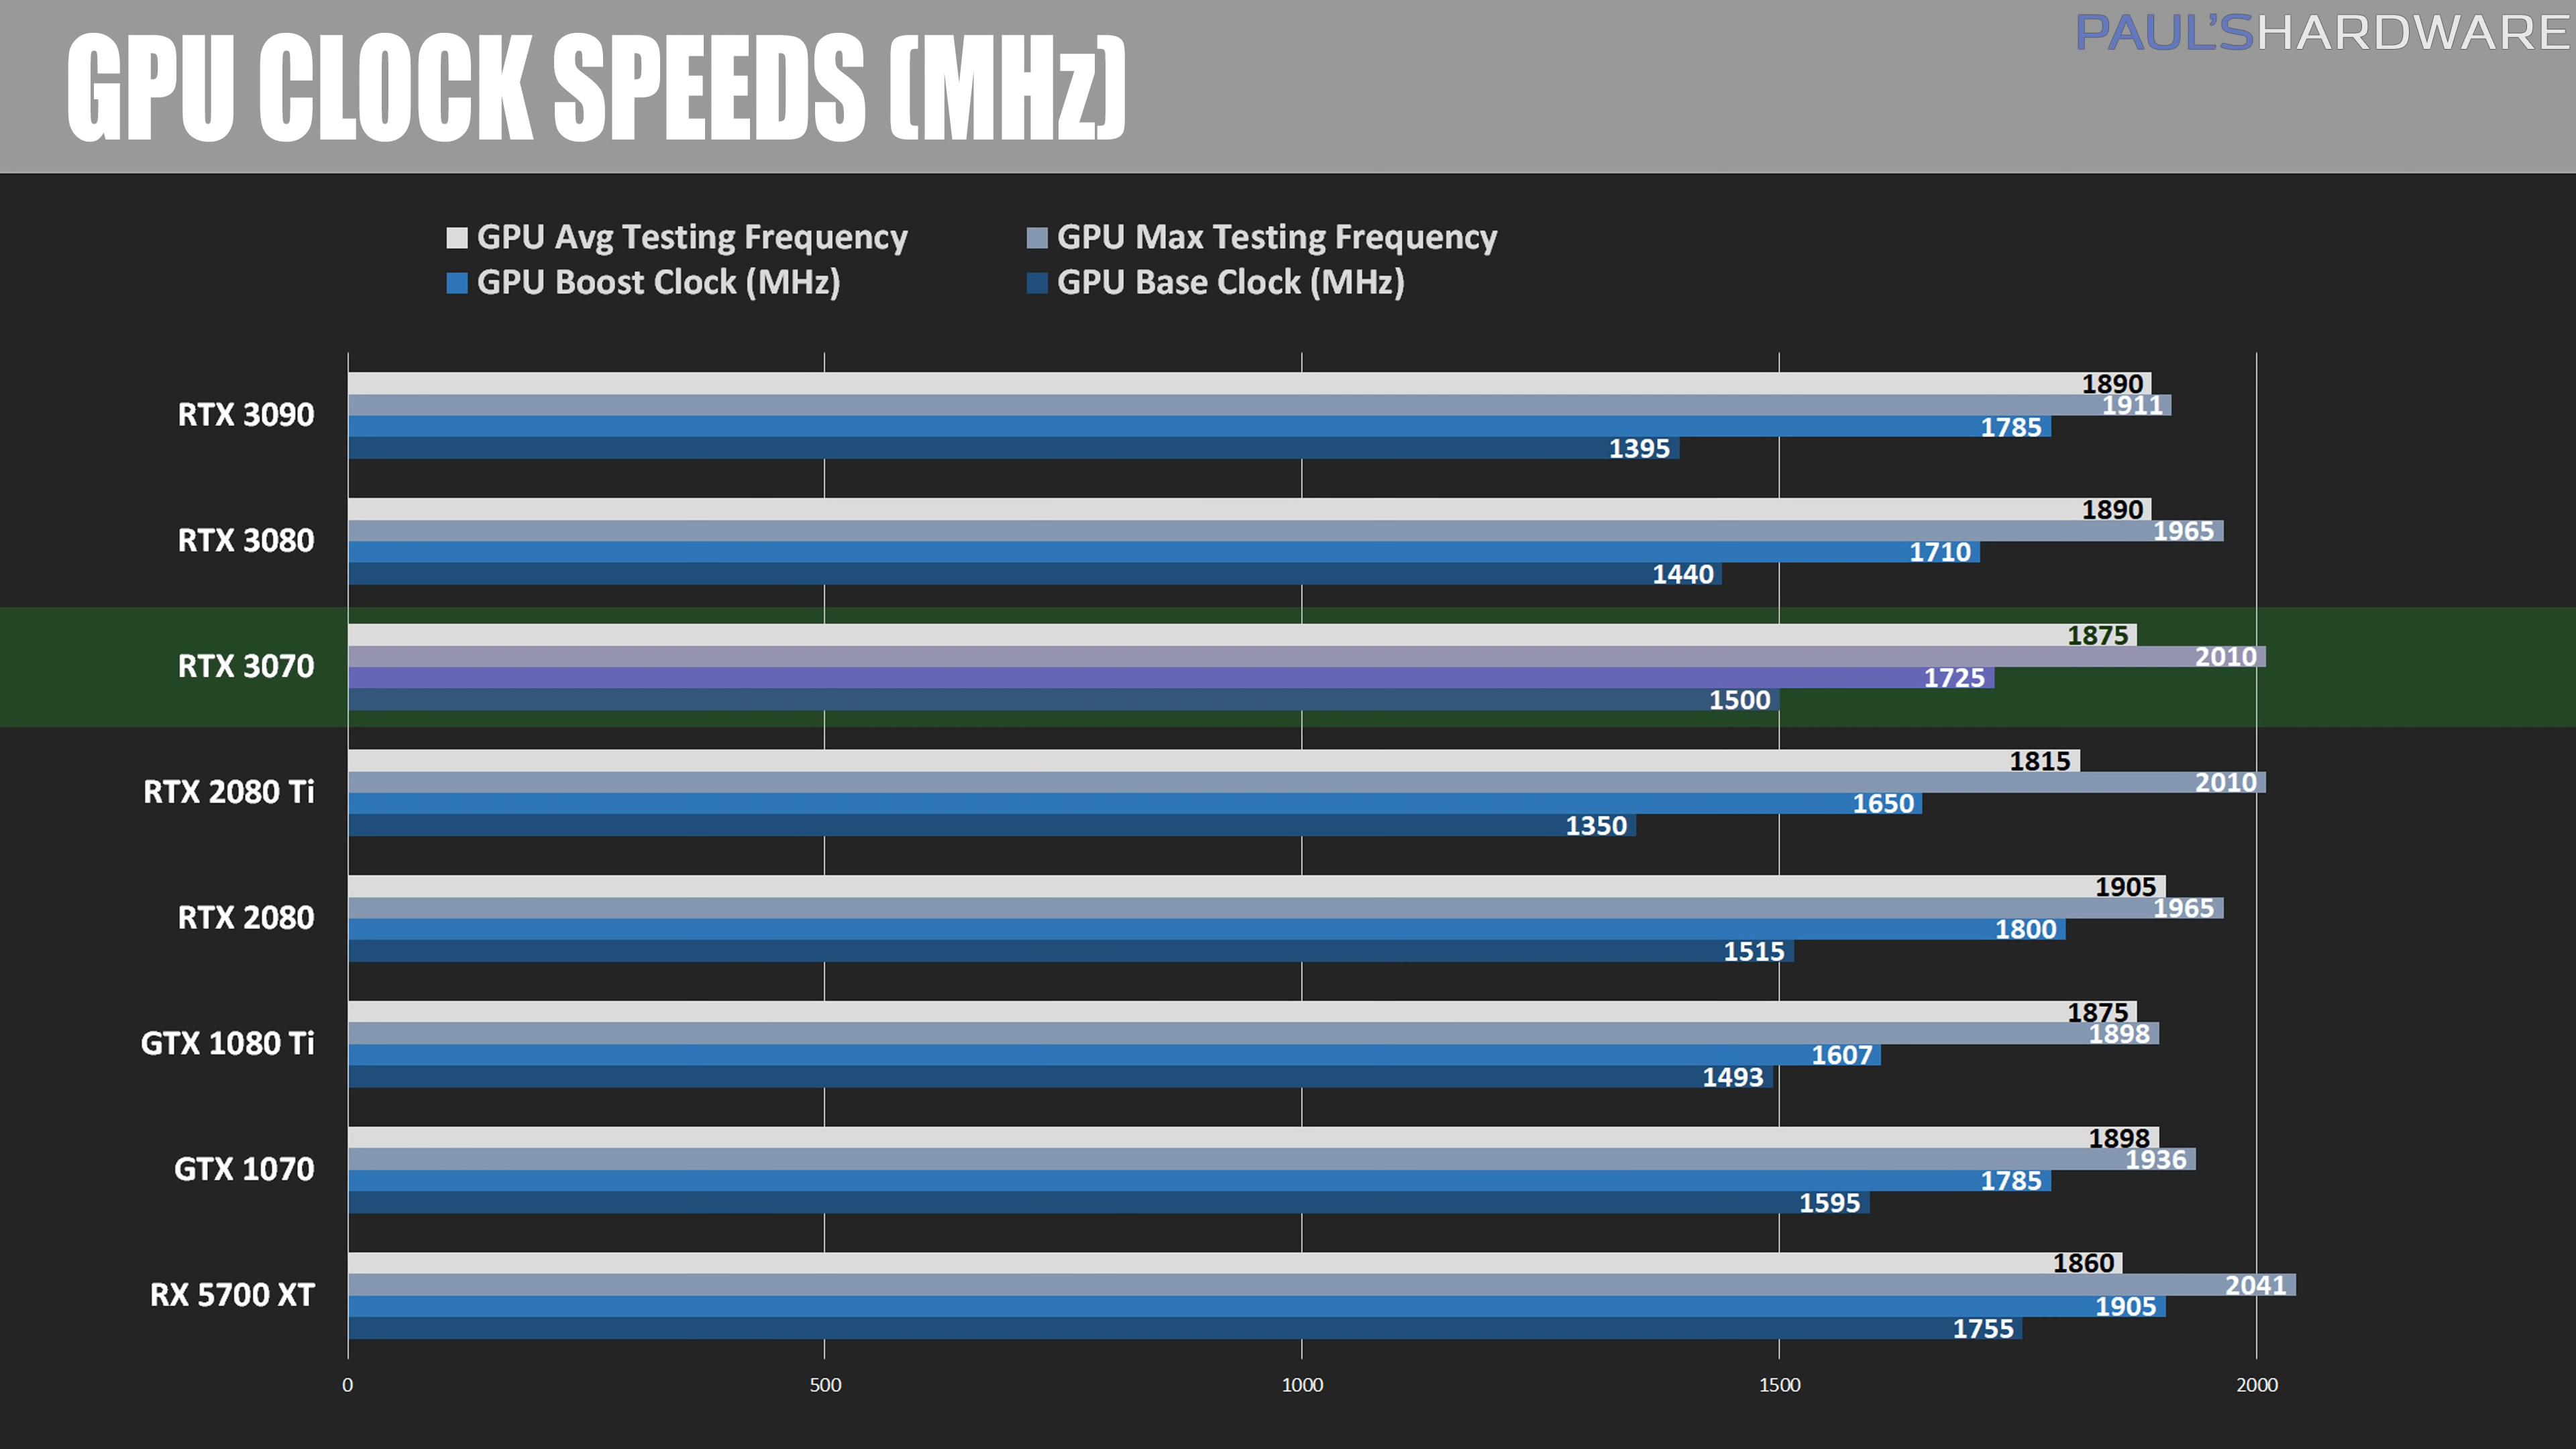 GPU CLOCK SPEEDS (MHz)
PAUL'SHARDWARE
GPU Avg Testing Frequency
GPU Max Testing Frequency
GPU Boost Clock (MHz)
GPU Base Clock (MHz)
RTX 3090
1890
1911
1785
1395
RTX 3080
1890
1965
1710
1440
RTX 3070
1875
2010
1725
1500
RTX 2080 Ti
1815
2010
1650
1350
RTX 2080
1905
1965
1800
1515
GTX 1080 Ti
1875
1898
1607
1493
GTX 1070
1898
1936
1785
1595
RX 5700 XT
1860
2041
1905
1755
0 500 1000 1500 2000